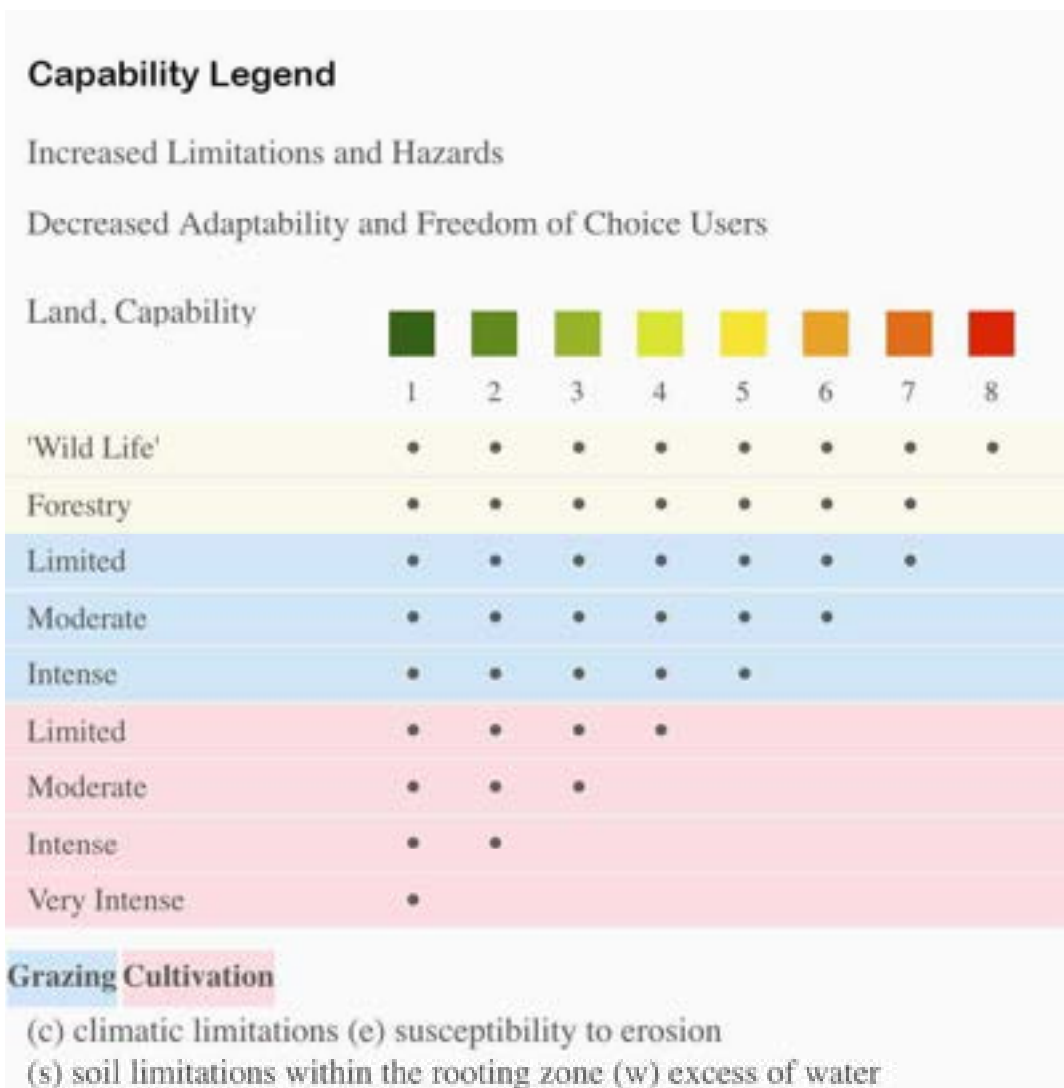 Capability Legend
Increased Limitations and Hazards
Decreased Adaptability and Freedom of Choice Users
Land, Capability
1 2 3 4 5 6 7 8
'Wild Life' • • • • • • • •
Forestry • • • • • • •
Limited • • • • • • •
Moderate • • • • • •
Intense • • • • •
Limited • • • •
Moderate • • •
Intense • •
Very Intense •
Grazing Cultivation
(c) climatic limitations (e) susceptibility to erosion
(s) soil limitations within the rooting zone (w) excess of water